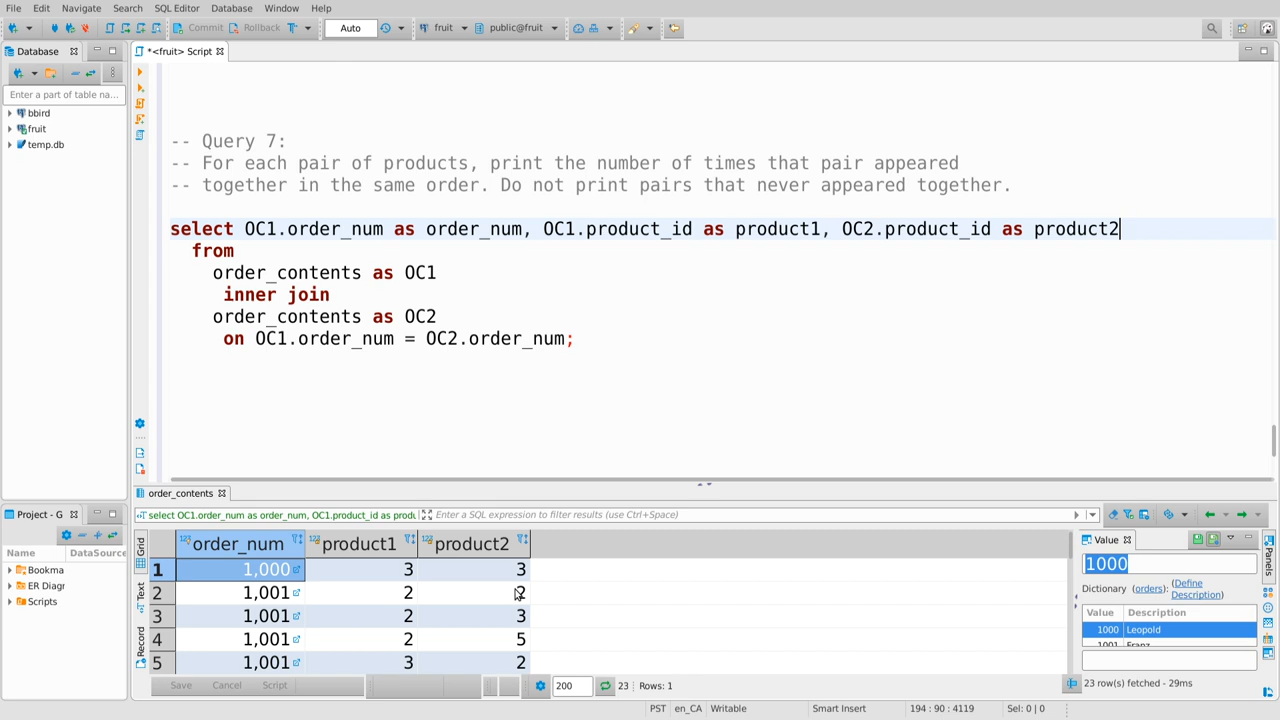 File Edit Navigate Search SQL Editor Database Window Help
Commit Rollback Auto fruit public@fruit
Database
*<fruit> Script
Enter a part of table na...
bbird
fruit
temp.db
-- Query 7:
-- For each pair of products, print the number of times that pair appeared
-- together in the same order. Do not print pairs that never appeared together.
select OC1.order_num as order_num, OC1.product_id as product1, OC2.product_id as product2
from
order_contents as OC1
inner join
order_contents as OC2
on OC1.order_num = OC2.order_num;
Project - G
Name DataSource
Bookma
ER Diagr
Scripts
order_contents
select OC1.order_num as order_num, OC1.product_id as produ
Enter a SQL expression to filter results (use Ctrl+Space)
Grid
Text
Record
order_num product1 product2
1 1,000 3 3
2 1,001 2 2
3 1,001 2 3
4 1,001 2 5
5 1,001 3 2
Value
1000
Dictionary (orders): (Define
Description)
Value Description
1000 Leopold
1001 Franz
Panels
Save Cancel Script 200 23 Rows: 1
23 row(s) fetched - 29ms
PST en_CA Writable Smart Insert 194 : 90 : 4119 Sel: 0 | 0